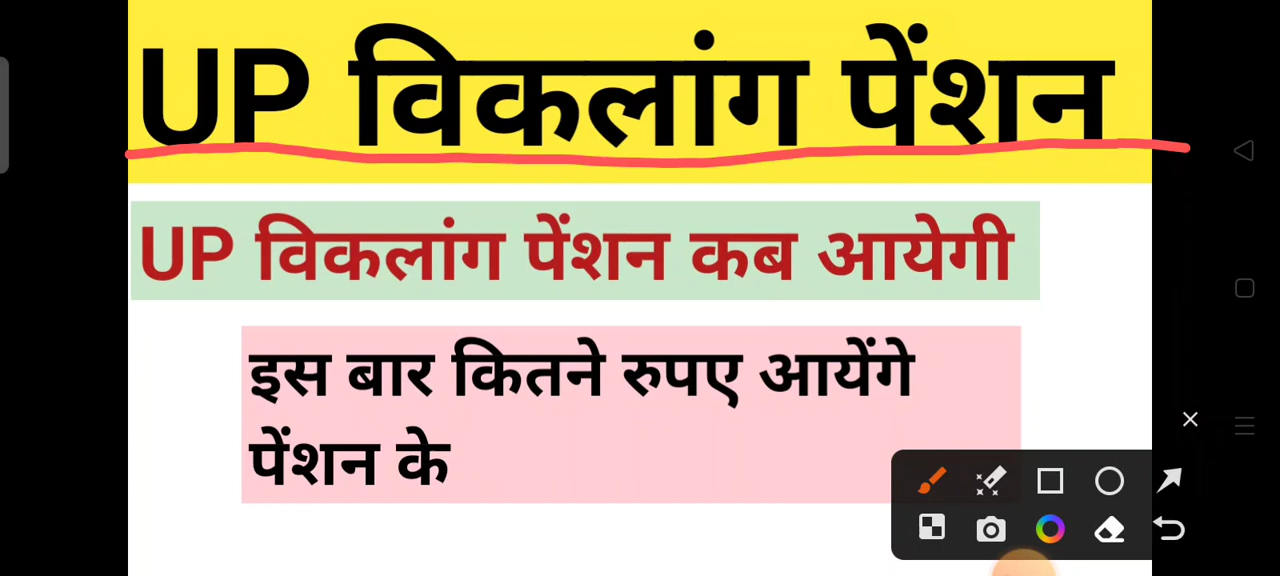 UP विकलांग पेंशन
UP विकलांग पेंशन कब आयेगी
इस बार कितने रुपए आयेंगे
पेंशन के